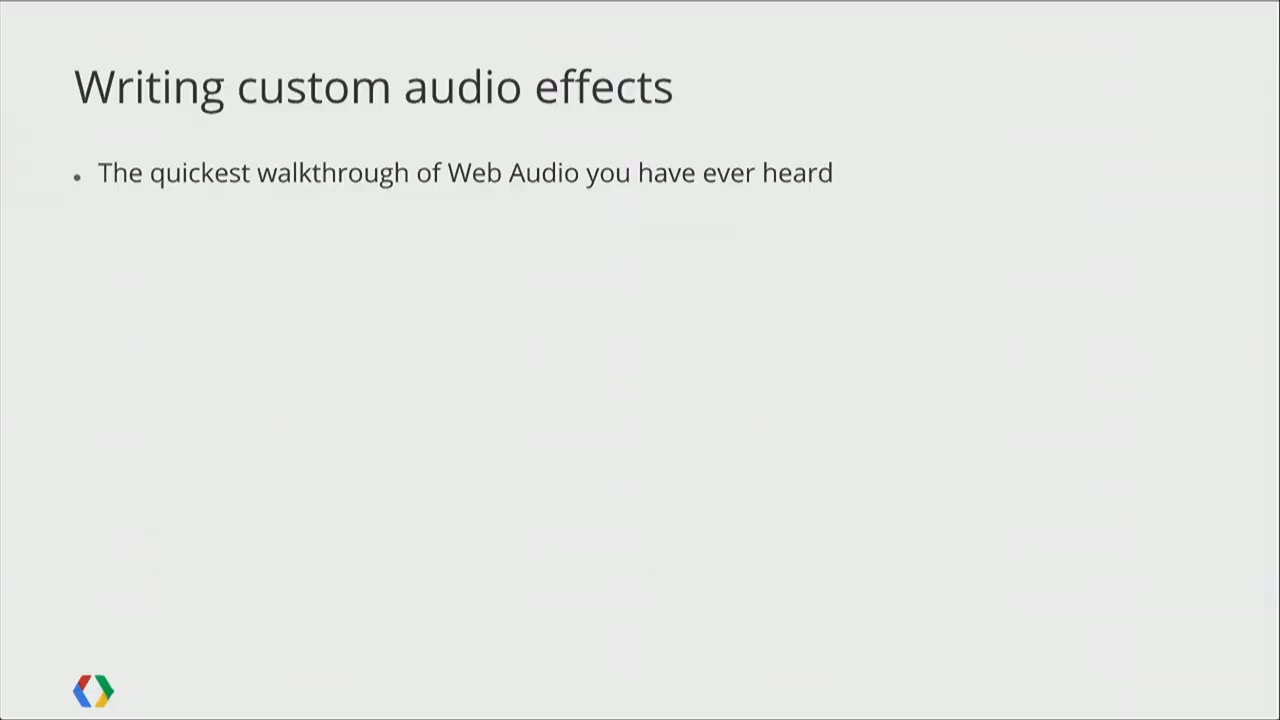 Writing custom audio effects
• The quickest walkthrough of Web Audio you have ever heard